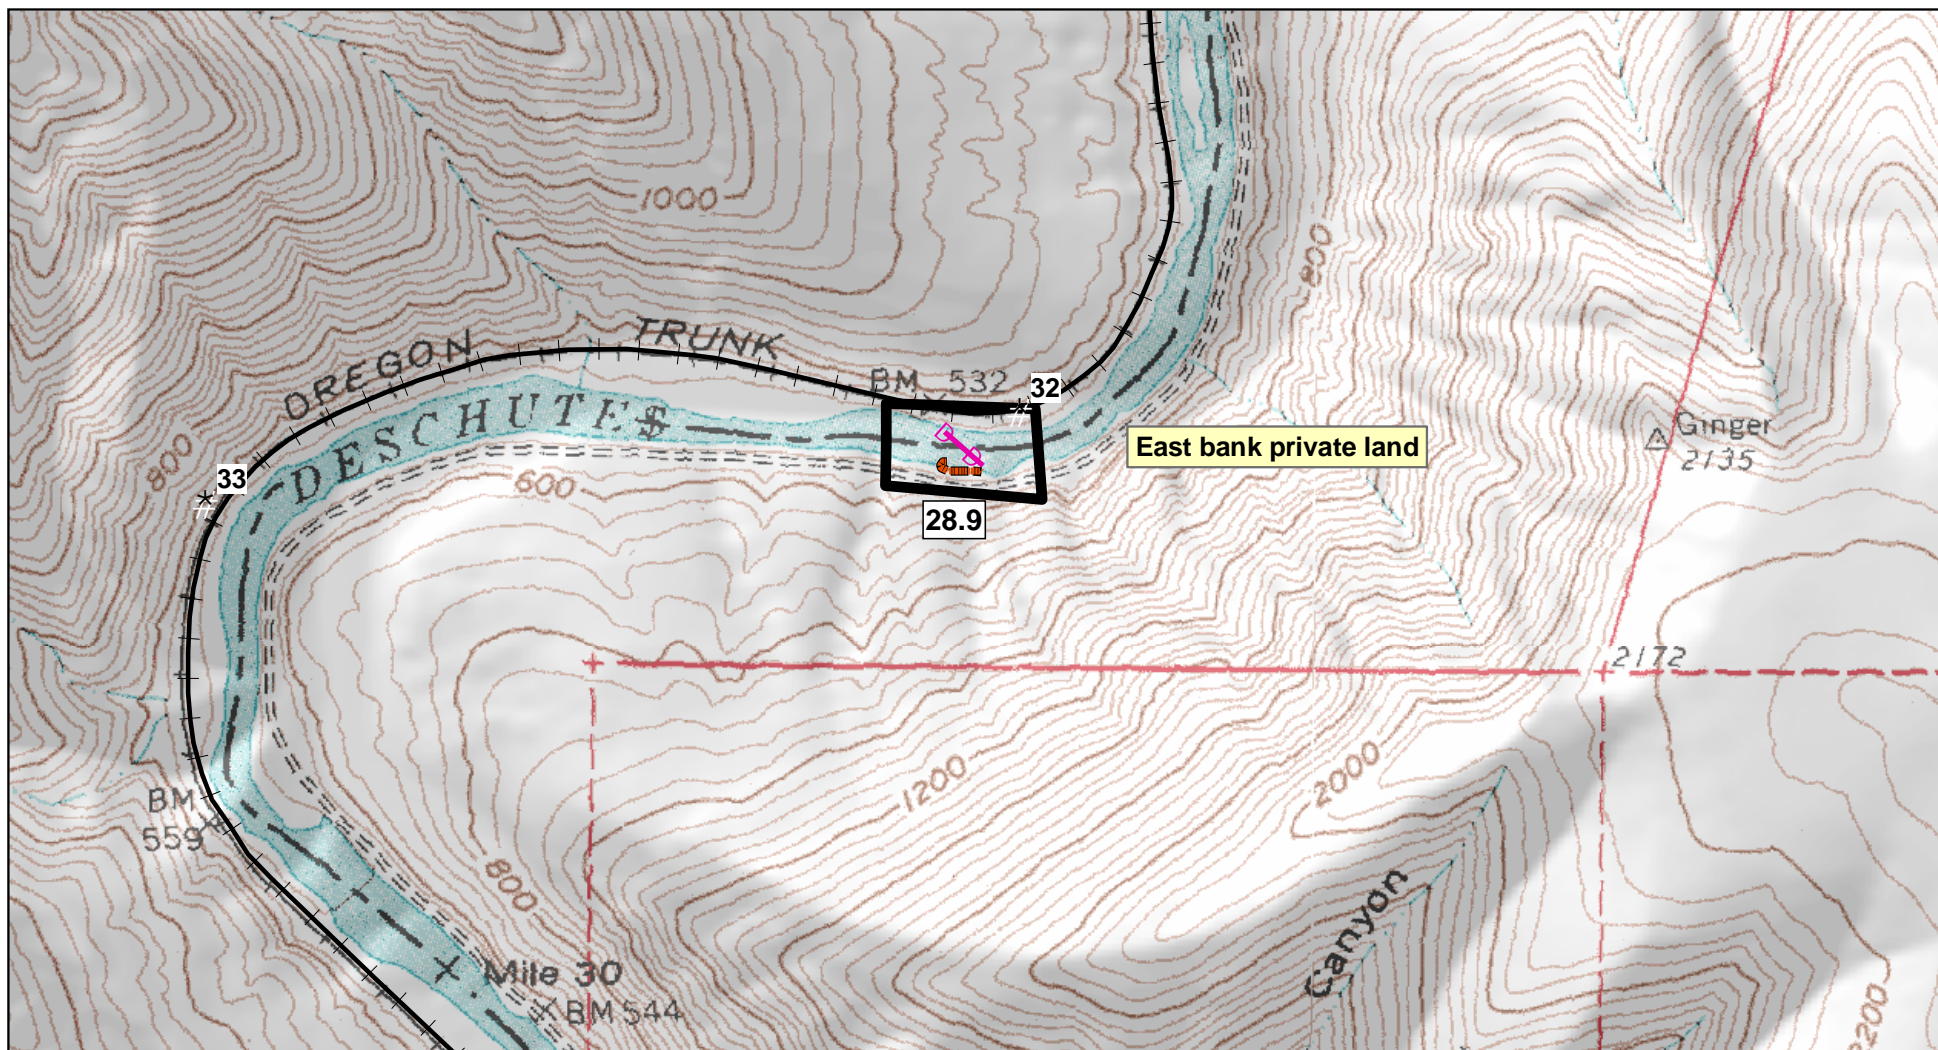 1000
800
OREGON TRUNK
BM 532
32
DESCHUTES
East bank private land
Ginger
2135
800
33
600
28.9
2172
BM
559
1200
2000
800
Canyon
Mile 30
BM 544
2200